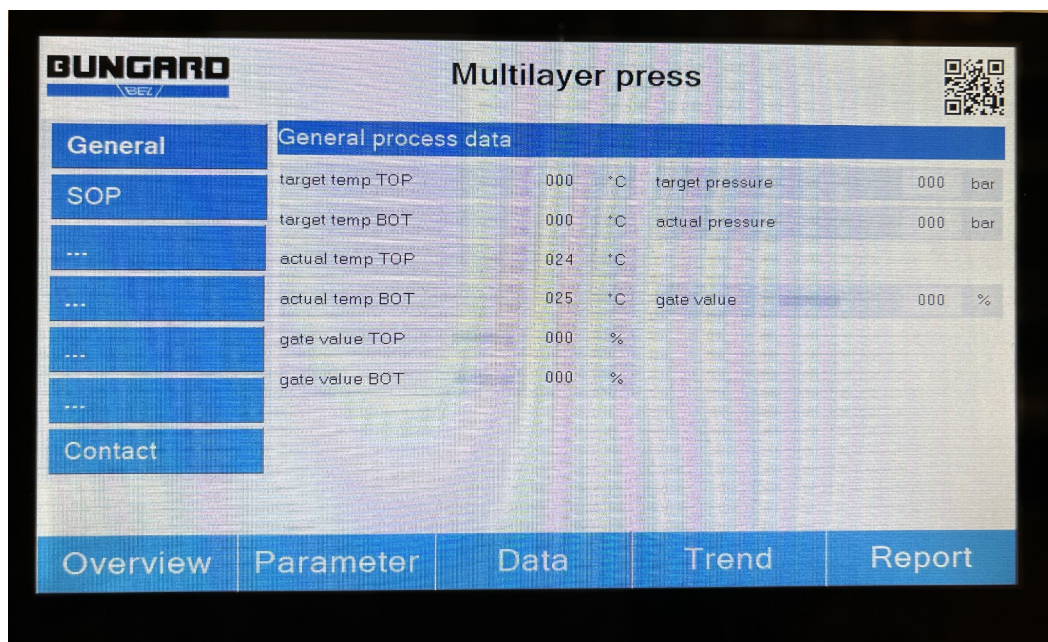 BUNGARD
BEZ
Multilayer press
General
SOP
...
...
...
...
Contact
General process data
target temp TOP 000 °C target pressure 000 bar
target temp BOT 000 °C actual pressure 000 bar
actual temp TOP 024 °C
actual temp BOT 025 °C gate value 000 %
gate value TOP 000 %
gate value BOT 000 %
Overview Parameter Data Trend Report